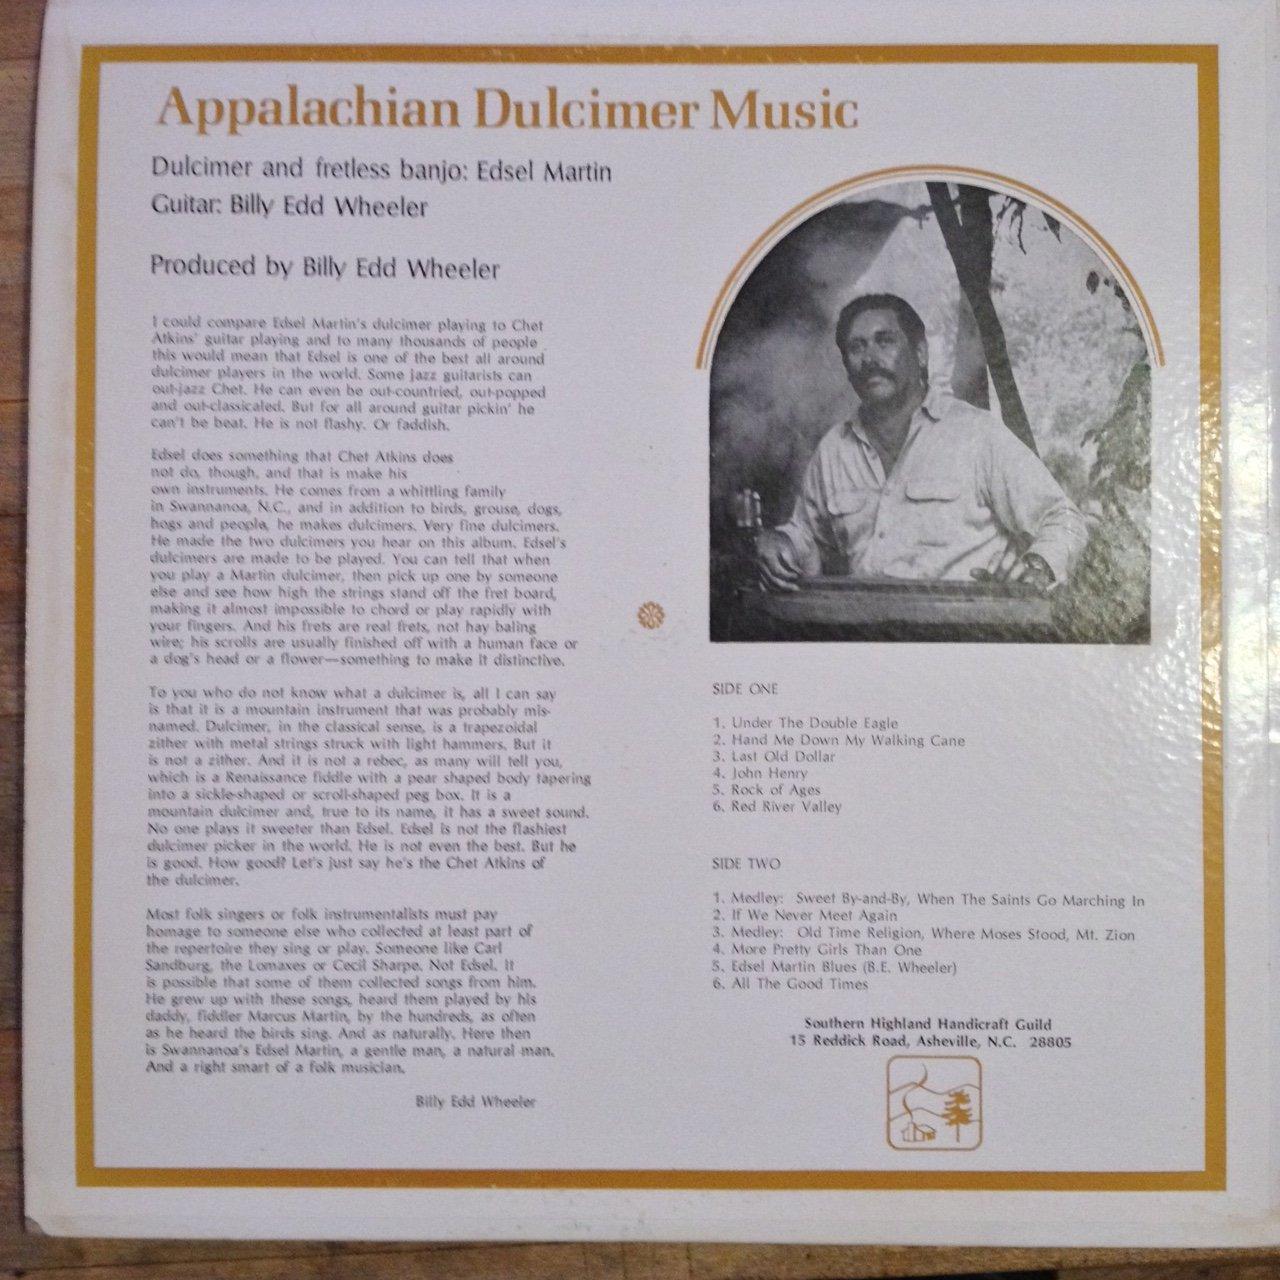 Appalachian Dulcimer Music
Dulcimer and fretless banjo: Edsel Martin
Guitar: Billy Edd Wheeler
Produced by Billy Edd Wheeler
I could compare Edsel Martin's dulcimer playing to Chet
Atkins' guitar playing and to many thousands of people
this would mean that Edsel is one of the best all around
dulcimer players in the world. Some jazz guitarists can
out-jazz Chet. He can even be out-countried, out-popped
and out-classicaled. But for all around guitar pickin' he
can't be beat. He is not flashy. Or faddish.
Edsel does something that Chet Atkins does
not do, though, and that is make his
own instruments. He comes from a whittling family
in Swannanoa, N.C., and in addition to birds, grouse, dogs,
hogs and people, he makes dulcimers. Very fine dulcimers.
He made the two dulcimers you hear on this album. Edsel's
dulcimers are made to be played. You can tell that when
you play a Martin dulcimer, then pick up one by someone
else and see how high the strings stand off the fret board,
making it almost impossible to chord or play rapidly with
your fingers. And his frets are real frets, not hay baling
wire; his scrolls are usually finished off with a human face or
a dog's head or a flower—something to make it distinctive.
To you who do not know what a dulcimer is, all I can say
is that it is a mountain instrument that was probably mis-
named. Dulcimer, in the classical sense, is a trapezoidal
zither with metal strings struck with light hammers. But it
is not a zither. And it is not a rebec, as many will tell you,
which is a Renaissance fiddle with a pear shaped body tapering
into a sickle-shaped or scroll-shaped peg box. It is a
mountain dulcimer and, true to its name, it has a sweet sound.
No one plays it sweeter than Edsel. Edsel is not the flashiest
dulcimer picker in the world. He is not even the best. But he
is good. How good? Let's just say he's the Chet Atkins of
the dulcimer.
Most folk singers or folk instrumentalists must pay
homage to someone else who collected at least part of
the repertoire they sing or play. Someone like Carl
Sandburg, the Lomaxes or Cecil Sharpe. Not Edsel. It
is possible that some of them collected songs from him.
He grew up with these songs, heard them played by his
daddy, fiddler Marcus Martin, by the hundreds, as often
as he heard the birds sing. And as naturally. Here then
is Swannanoa's Edsel Martin, a gentle man, a natural man.
And a right smart of a folk musician.
Billy Edd Wheeler
SIDE ONE
1. Under The Double Eagle
2. Hand Me Down My Walking Cane
3. Last Old Dollar
4. John Henry
5. Rock of Ages
6. Red River Valley
SIDE TWO
1. Medley: Sweet By-and-By, When The Saints Go Marching In
2. If We Never Meet Again
3. Medley: Old Time Religion, Where Moses Stood, Mt. Zion
4. More Pretty Girls Than One
5. Edsel Martin Blues (B.E. Wheeler)
6. All The Good Times
Southern Highland Handicraft Guild
15 Reddick Road, Asheville, N.C. 28805